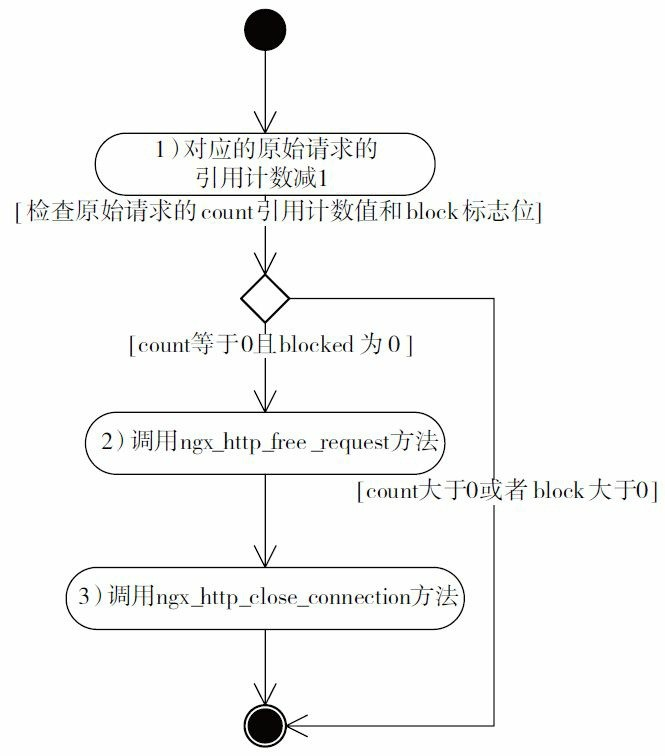 1)对应的原始请求的
引用计数减1
[检查原始请求的count引用计数值和block标志位]
[count等于0且blocked为0]
2)调用ngx_http_free_request方法
[count大于0或者block大于0]
3)调用ngx_http_close_connection方法